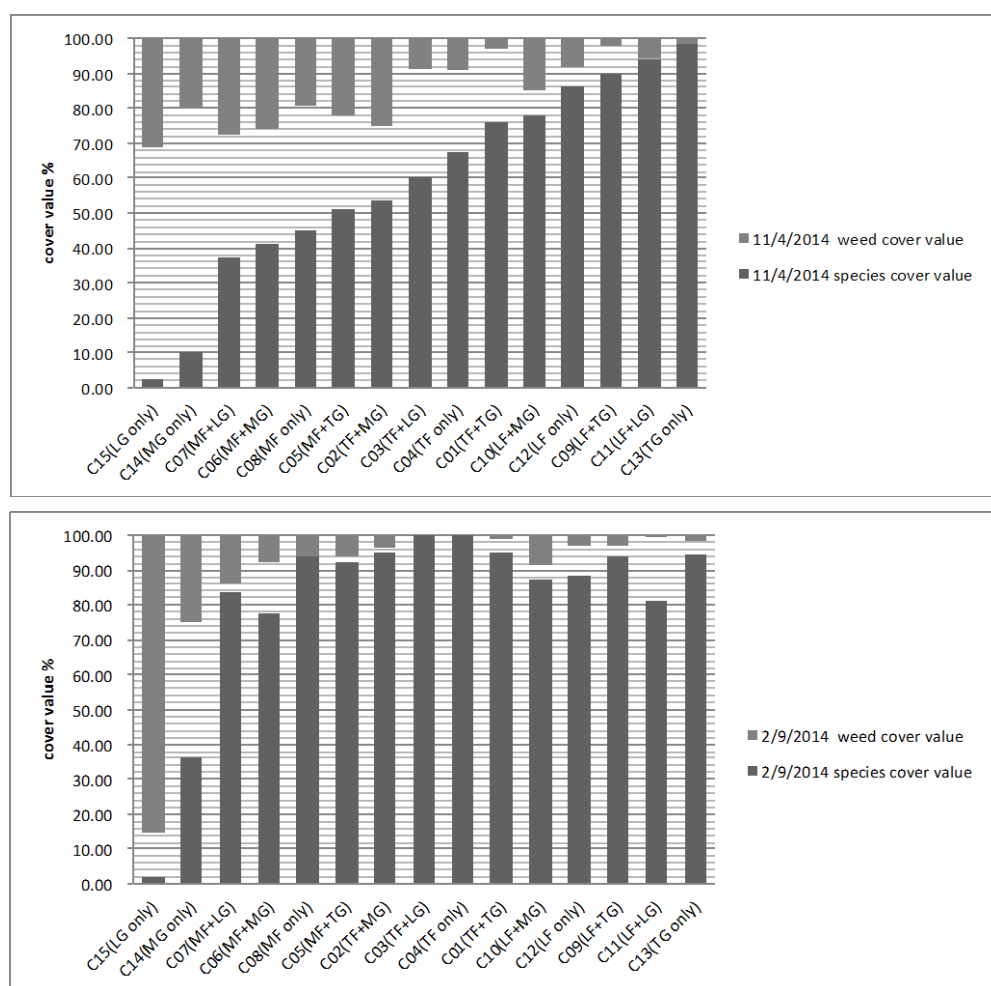 100.00
90.00
80.00
70.00
60.00
50.00
40.00
30.00
20.00
10.00
0.00
cover value %
C15(LG only)
C14(MG only)
C07(MF+LG)
C06(MF+MG)
C08(MF only)
C05(MF+TG)
C02(TF+MG)
C03(TF+LG)
C04(TF only)
C01(TF+TG)
C10(LF+MG)
C12(LF only)
C09(LF+TG)
C11(LF+LG)
C13(TG only)
11/4/2014 weed cover value
11/4/2014 species cover value
100.00
90.00
80.00
70.00
60.00
50.00
40.00
30.00
20.00
10.00
0.00
cover value %
C15(LG only)
C14(MG only)
C07(MF+LG)
C06(MF+MG)
C08(MF only)
C05(MF+TG)
C02(TF+MG)
C03(TF+LG)
C04(TF only)
C01(TF+TG)
C10(LF+MG)
C12(LF only)
C09(LF+TG)
C11(LF+LG)
C13(TG only)
2/9/2014 weed cover value
2/9/2014 species cover value